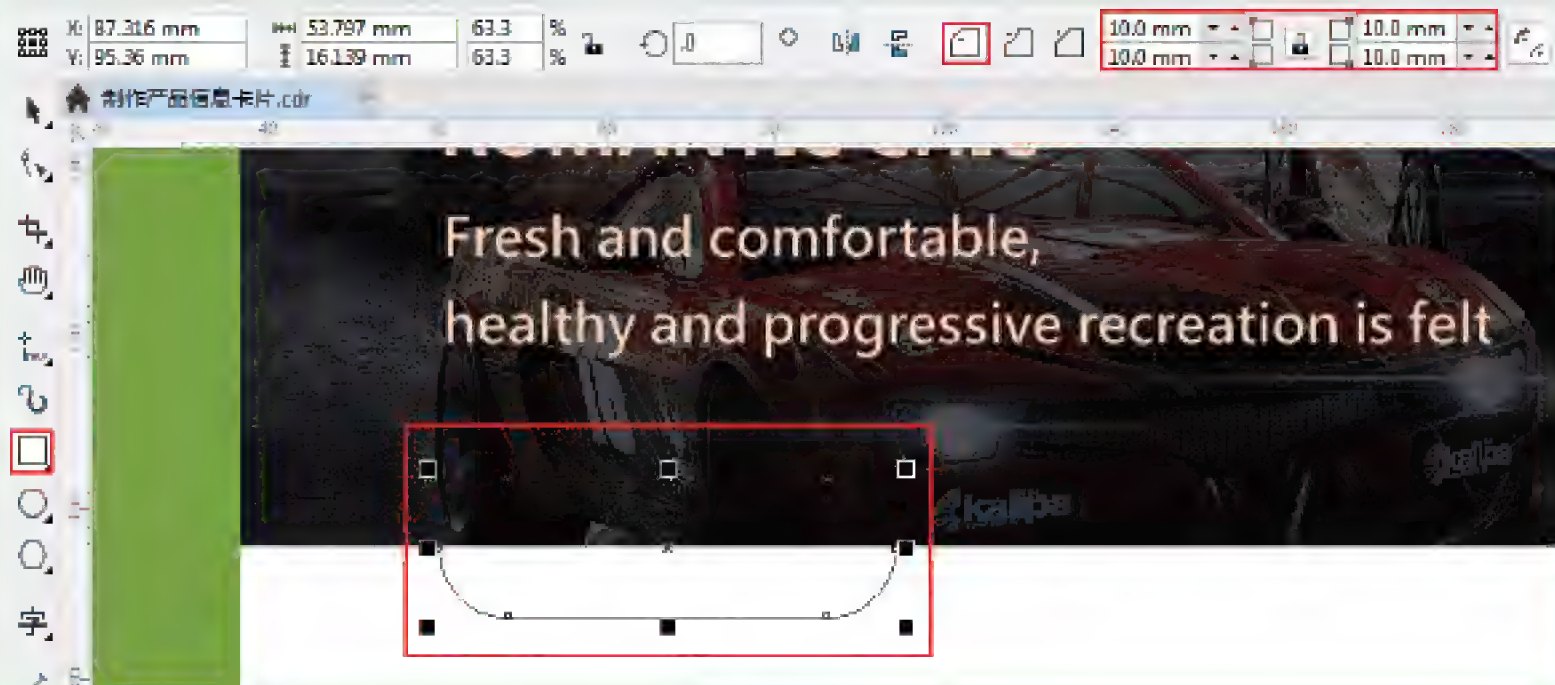 X: 87.316 mm 53.797 mm 63.3 % .0 10.0 mm 10.0 mm
Y: 95.36 mm 16.139 mm 63.3 % 10.0 mm 10.0 mm
制作产品信息卡片.cdr
Fresh and comfortable,
healthy and progressive recreation is felt
kalipa
字